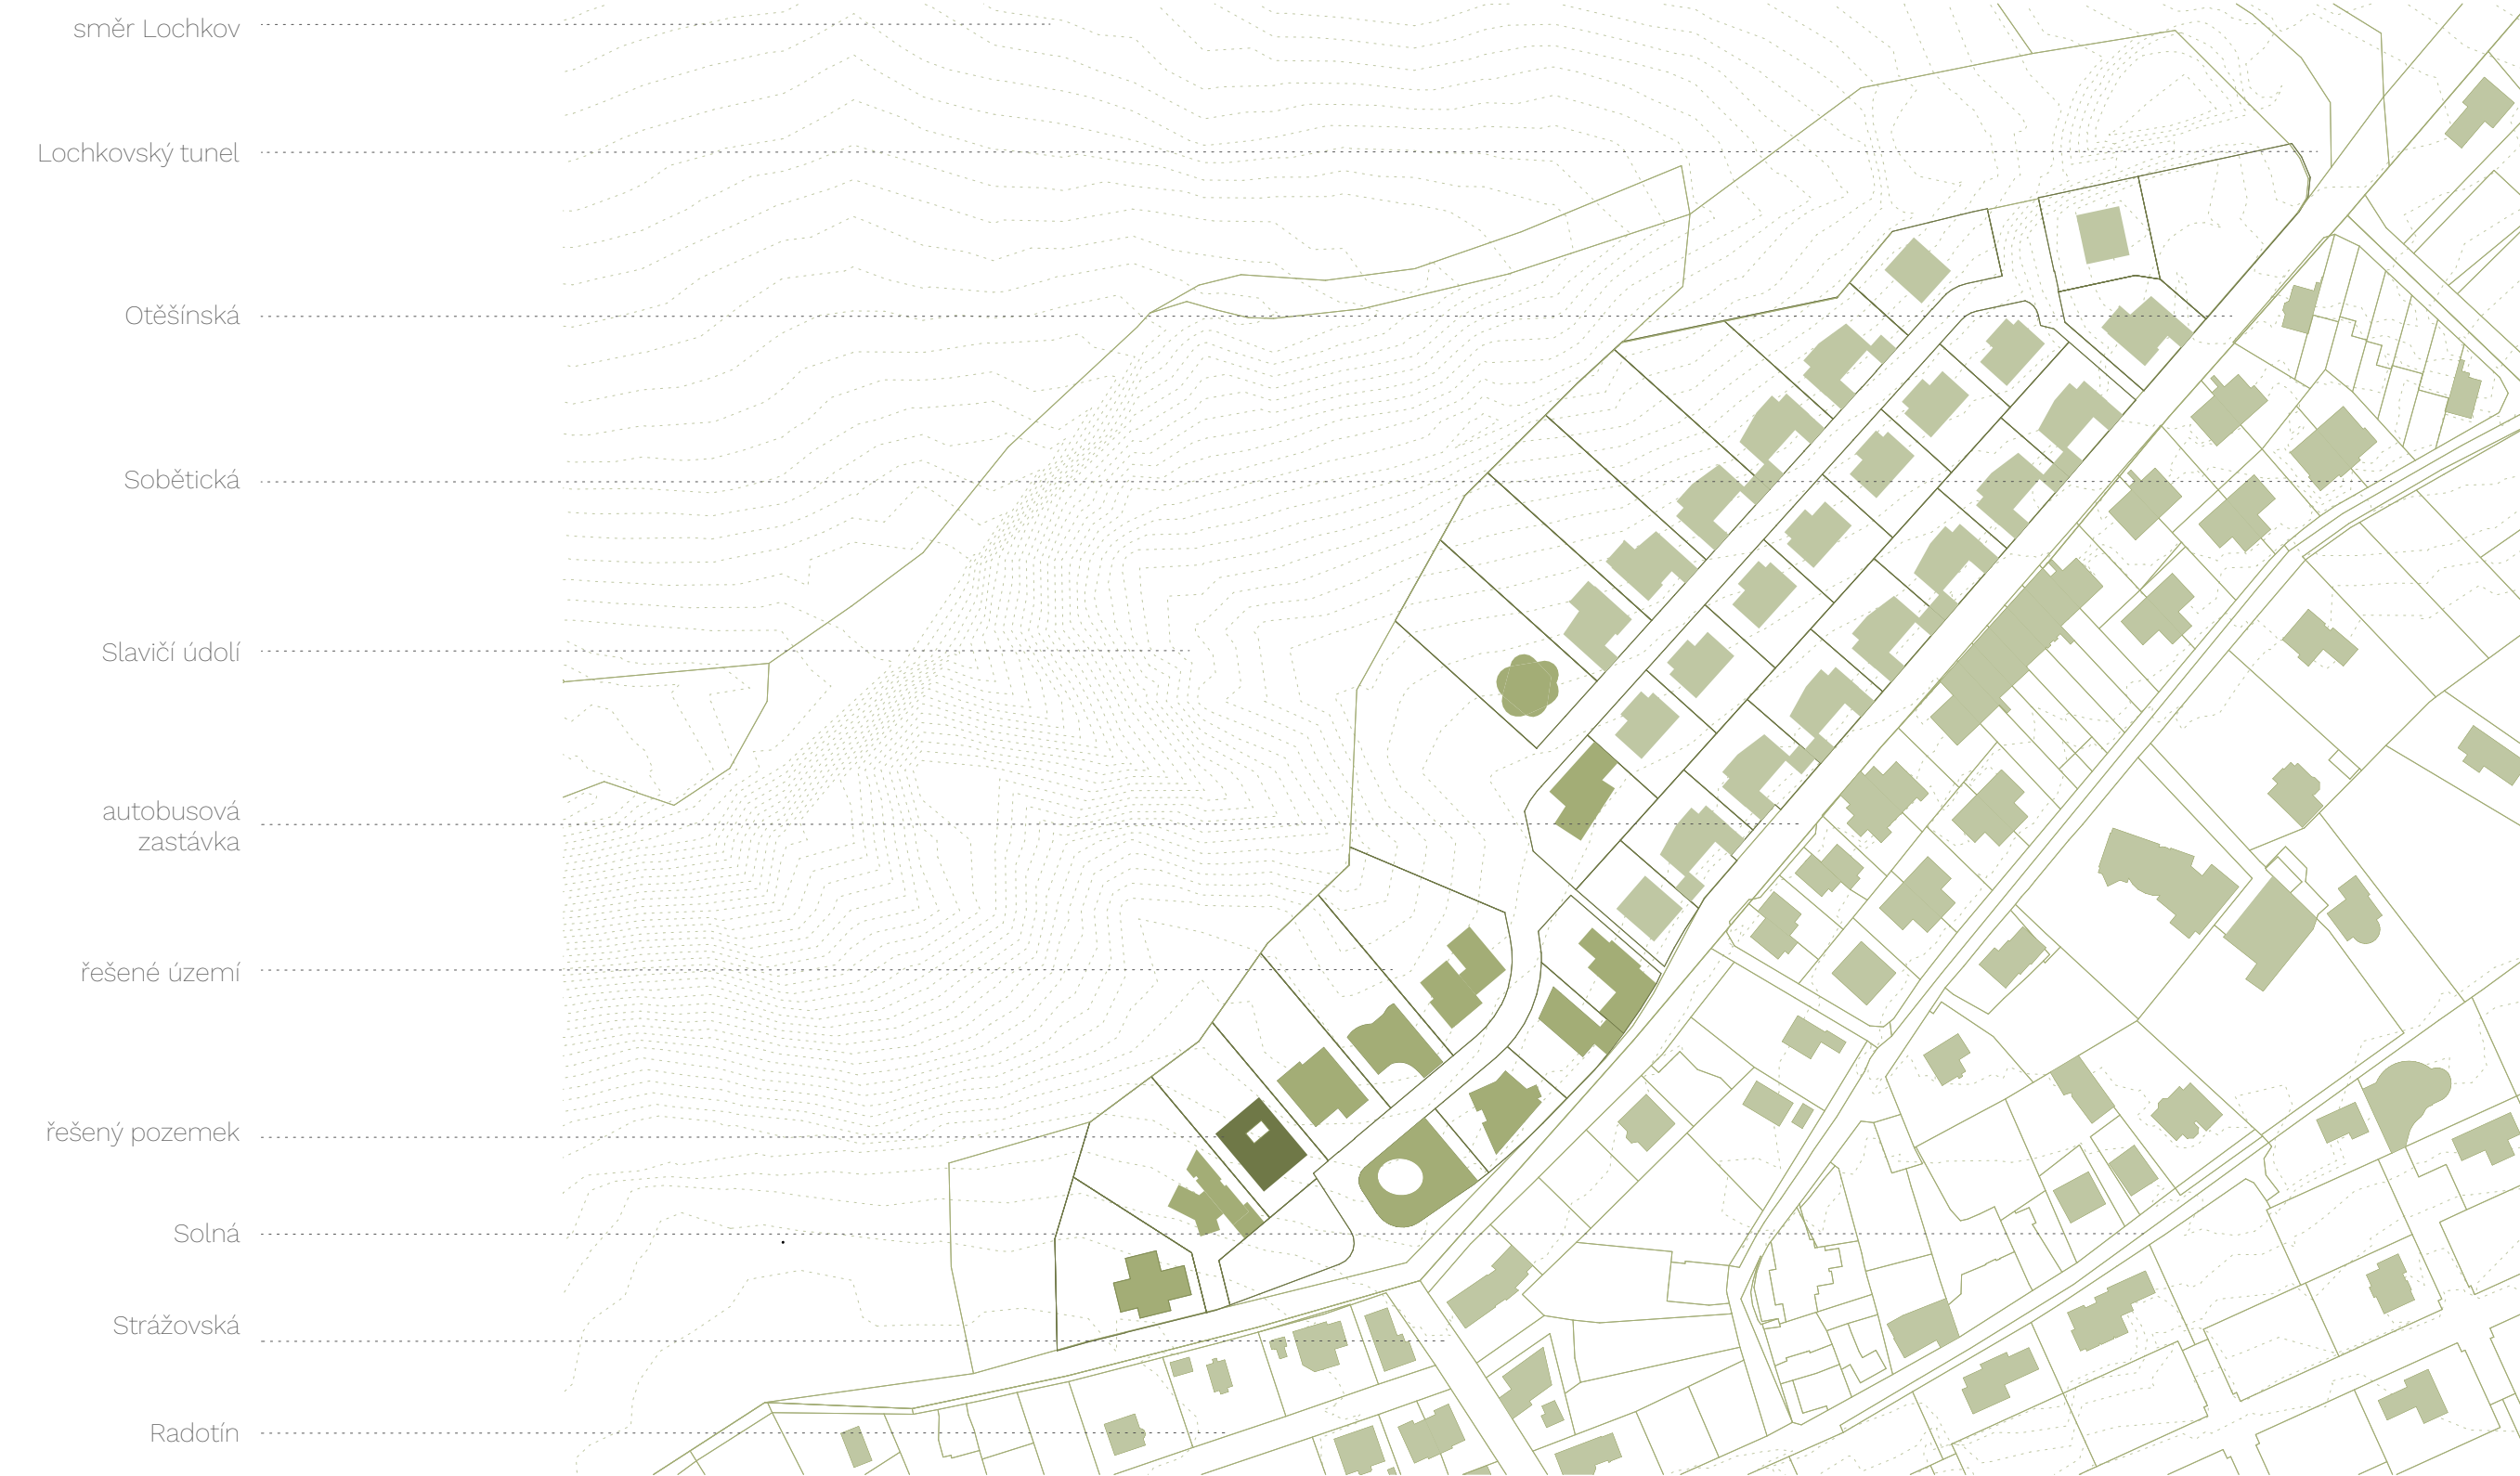 směr Lochkov
Lochkovský tunel
Otěšínská
Sobětická
Slavičí údolí
autobusová
zastávka
řešené území
řešený pozemek
Solná
Strážovská
Radotín